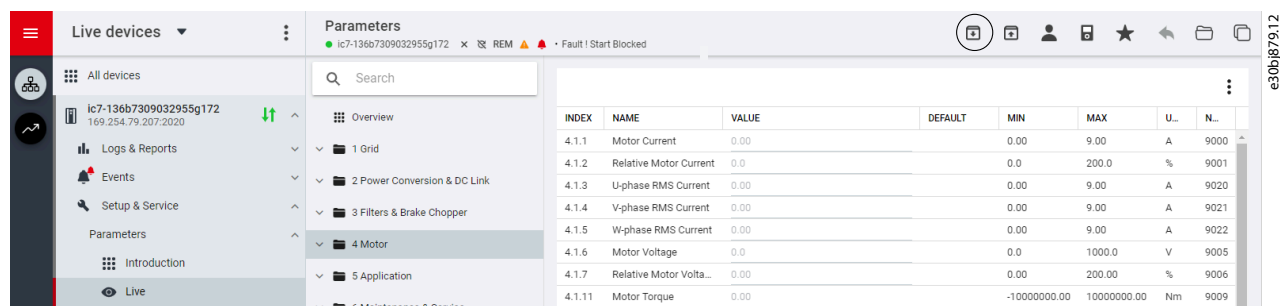 Live devices
Parameters
ic7-136b7309032955g172 REM • Fault ! Start Blocked
All devices
ic7-136b7309032955g172
169.254.79.207:2020
Logs & Reports
Events
Setup & Service
Parameters
Introduction
Live
Search
Overview
1 Grid
2 Power Conversion & DC Link
3 Filters & Brake Chopper
4 Motor
5 Application
INDEX NAME VALUE DEFAULT MIN MAX U... N...
4.1.1 Motor Current 0.00 0.00 9.00 A 9000
4.1.2 Relative Motor Current 0.0 0.0 200.0 % 9001
4.1.3 U-phase RMS Current 0.00 0.00 9.00 A 9020
4.1.4 V-phase RMS Current 0.00 0.00 9.00 A 9021
4.1.5 W-phase RMS Current 0.00 0.00 9.00 A 9022
4.1.6 Motor Voltage 0.0 0.0 1000.0 V 9005
4.1.7 Relative Motor Volta... 0.00 0.00 200.00 % 9006
4.1.11 Motor Torque 0.00 -10000000.00 10000000.00 Nm 9009
e30bj879.12